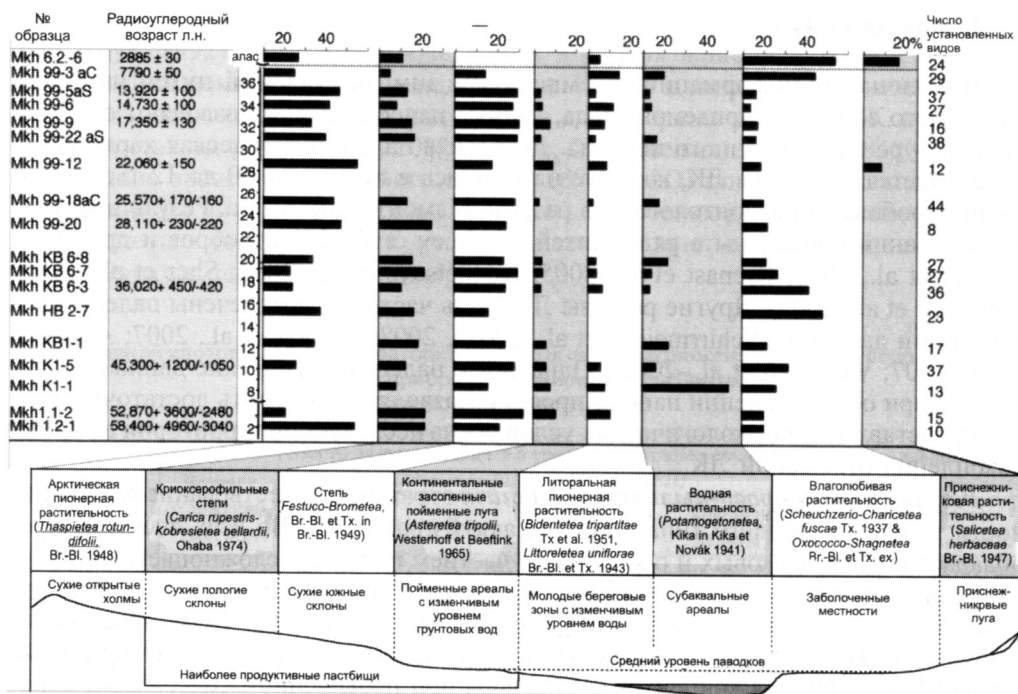 № образца
Радиоуглеродный возраст л.н.
Число установленных видов
20 40 20 20 20 20 20 20 40 20 40 60 20%
алас
Mkh 6.2.-6 2885 ± 30 24
Mkh 99-3 aC 7790 ± 50 29
36
Mkh 99-5aS 13,920 ± 100 37
Mkh 99-6 14,730 ± 100 34 27
Mkh 99-9 17,350 ± 130 16
32
Mkh 99-22 aS 38
30
Mkh 99-12 22,060 ± 150 12
28
26
Mkh 99-18aC 25,570+ 170/-160 44
24
Mkh 99-20 28,110+ 230/-220 8
22
Mkh KB 6-8 20 27
Mkh KB 6-7 27
18
Mkh KB 6-3 36,020+ 450/-420 36
16
Mkh HB 2-7 23
14
Mkh KB1-1 12 17
Mkh K1-5 45,300+ 1200/-1050 10 37
Mkh K1-1 8 13
Mkh1.1-2 52,870+ 3600/-2480 15
Mkh 1.2-1 58,400+ 4960/-3040 2 10
Арктическая пионерная растительность (Thaspietea rotundifolii, Br.-Bl. 1948)
Криоксерофильные степи (Carica rupestris-Kobresietea bellardii, Ohaba 1974)
Степь (Festuco-Brometea, Br.-Bl. et Tx. in Br.-Bl. 1949)
Континентальные засоленные пойменные луга (Asteretea tripolii, Westerhoff et Beeftink 1965)
Литоральная пионерная растительность (Bidentetea tripartitae Tx et al. 1951, Littoreletea uniflorae Br.-Bl. et Tx. 1943)
Водная растительность (Potamogetonetea, Kika in Kika et Novák 1941)
Влаголюбивая растительность (Scheuchzerio-Charicetea fuscae Tx. 1937 & Oxococco-Shagnetea Br.-Bl. et Tx. ex)
Приснежниковая растительность (Salicetea herbaceae Br.-Bl. 1947)
Сухие открытые холмы
Сухие пологие склоны
Сухие южные склоны
Пойменные ареалы с изменчивым уровнем грунтовых вод
Молодые береговые зоны с изменчивым уровнем воды
Субаквальные ареалы
Заболоченные местности
Приснежникрвые луга
Средний уровень паводков
Наиболее продуктивные пастбищы